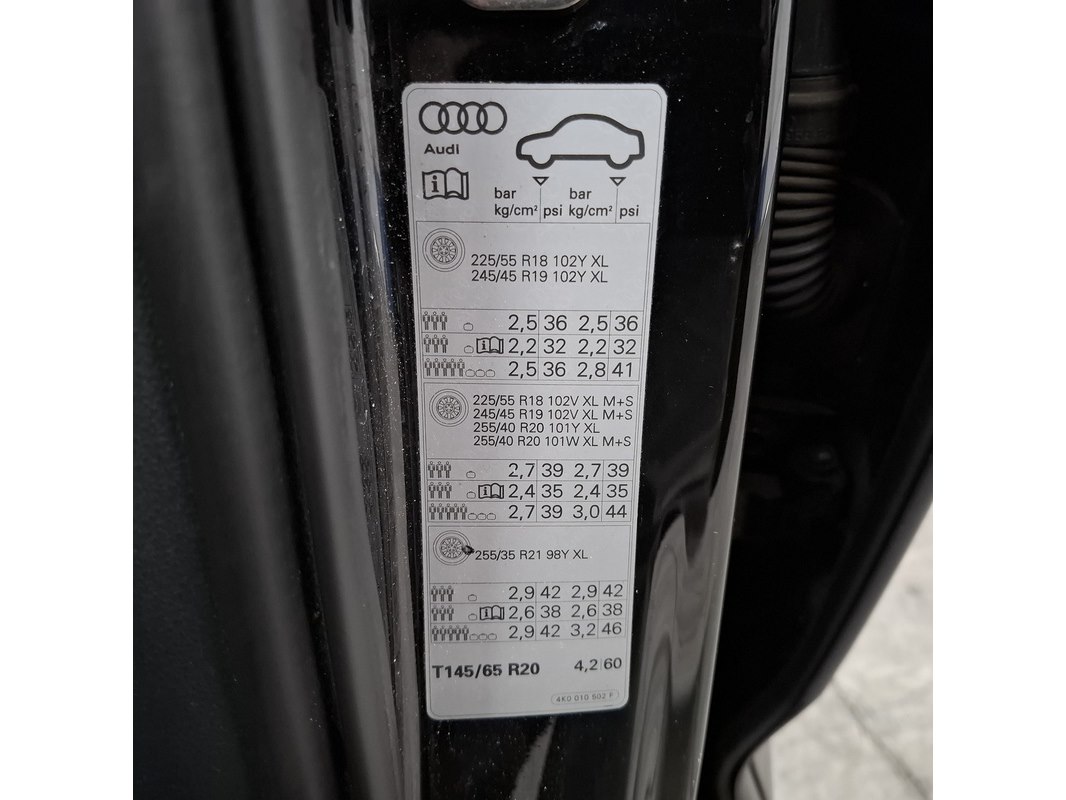 Audi
bar bar
kg/cm² psi kg/cm² psi
225/55 R18 102Y XL
245/45 R19 102Y XL
2,5 36 2,5 36
i 2,2 32 2,2 32
2,5 36 2,8 41
225/55 R18 102V XL M+S
245/45 R19 102V XL M+S
255/40 R20 101Y XL
255/40 R20 101W XL M+S
2,7 39 2,7 39
i 2,4 35 2,4 35
2,7 39 3,0 44
255/35 R21 98Y XL
2,9 42 2,9 42
i 2,6 38 2,6 38
2,9 42 3,2 46
T145/65 R20 4,2 60
4K0 010 502 F